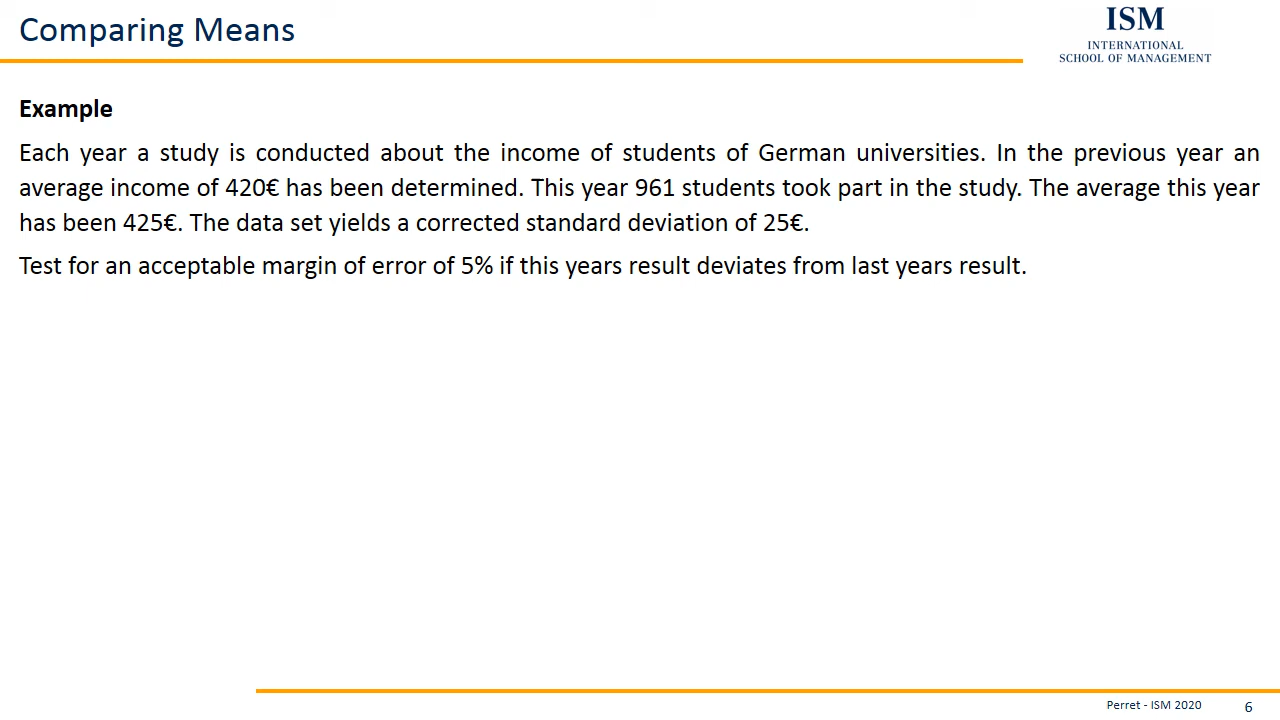 Comparing Means
ISM
INTERNATIONAL
SCHOOL OF MANAGEMENT
Example
Each year a study is conducted about the income of students of German universities. In the previous year an
average income of 420€ has been determined. This year 961 students took part in the study. The average this year
has been 425€. The data set yields a corrected standard deviation of 25€.
Test for an acceptable margin of error of 5% if this years result deviates from last years result.
Perret - ISM 2020
6